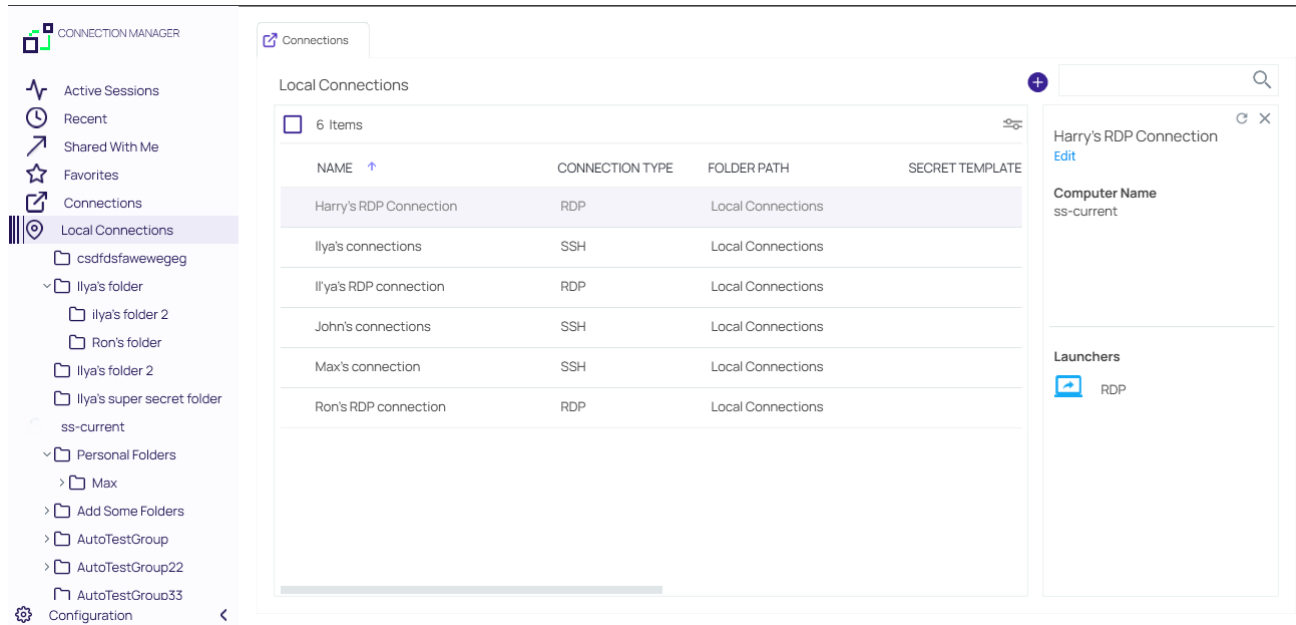 CONNECTION MANAGER
Active Sessions
Recent
Shared With Me
Favorites
Connections
Local Connections
csdfdsfawewegeg
Ilya's folder
ilya's folder 2
Ron's folder
Ilya's folder 2
Ilya's super secret folder
ss-current
Personal Folders
Max
Add Some Folders
AutoTestGroup
AutoTestGroup22
AutoTestGroup33
Configuration
Connections
Local Connections
6 Items
NAME CONNECTION TYPE FOLDER PATH SECRET TEMPLATE
Harry's RDP Connection RDP Local Connections
Ilya's connections SSH Local Connections
Il'ya's RDP connection RDP Local Connections
John's connections SSH Local Connections
Max's connection SSH Local Connections
Ron's RDP connection RDP Local Connections
Harry's RDP Connection
Edit
Computer Name
ss-current
Launchers
RDP